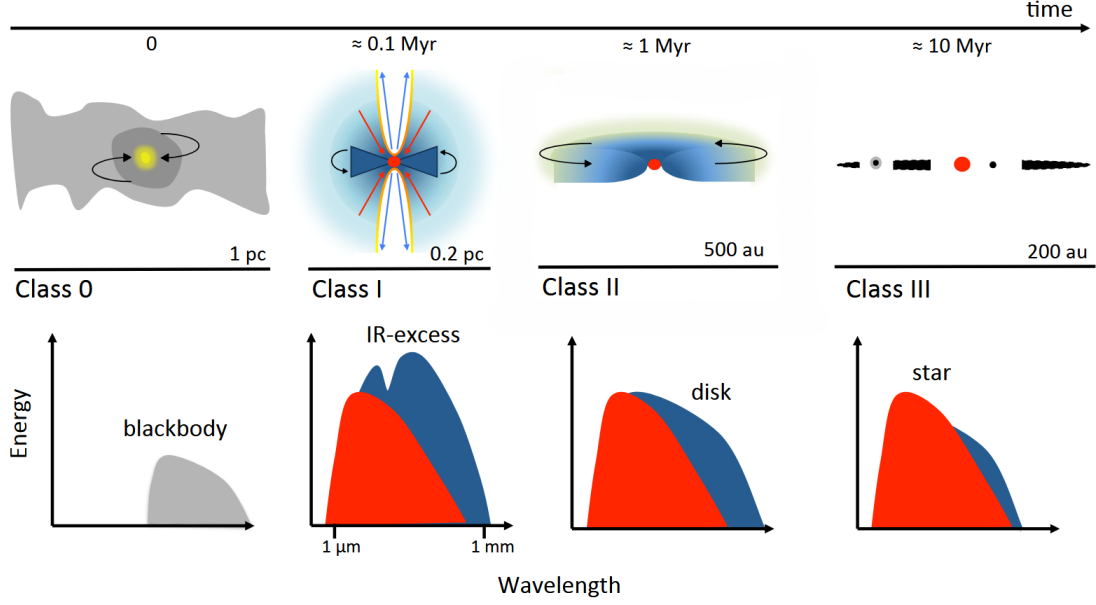 time
0
≈ 0.1 Myr
≈ 1 Myr
≈ 10 Myr
1 pc
0.2 pc
500 au
200 au
Class 0
Class I
Class II
Class III
IR-excess
star
disk
blackbody
Energy
1 μm
1 mm
Wavelength